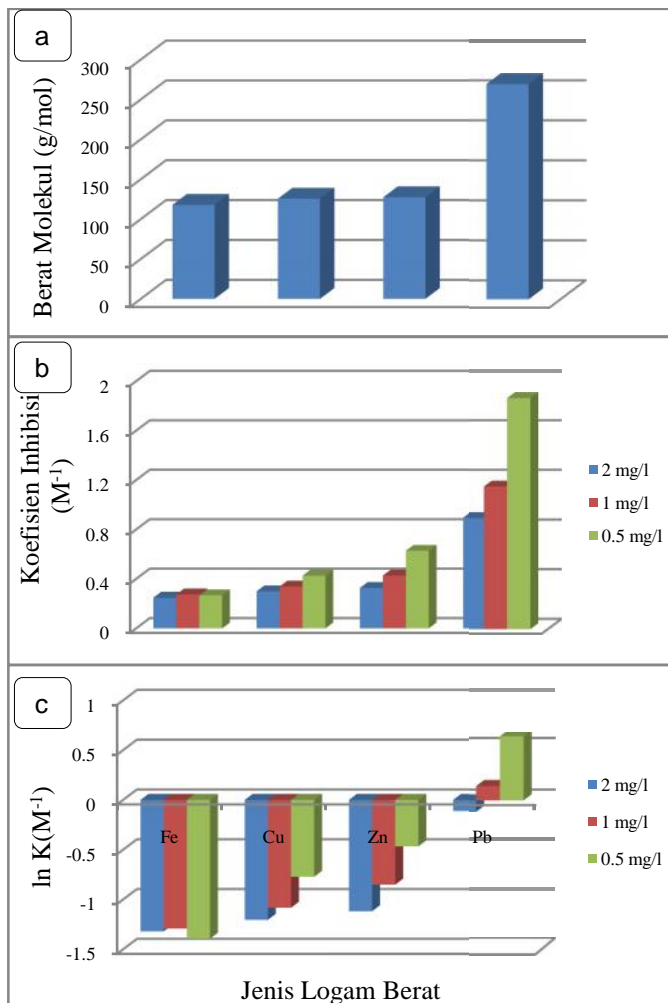 a
Berat Molekul (g/mol)
300
250
200
150
100
50
0
b
Koefisien Inhibisi
(M-1)
2
1.6
1.2
0.8
0.4
0
2 mg/l
1 mg/l
0.5 mg/l
c
ln K(M-1)
1
0.5
0
-0.5
-1
-1.5
Fe Cu Zn Pb
2 mg/l
1 mg/l
0.5 mg/l
Jenis Logam Berat